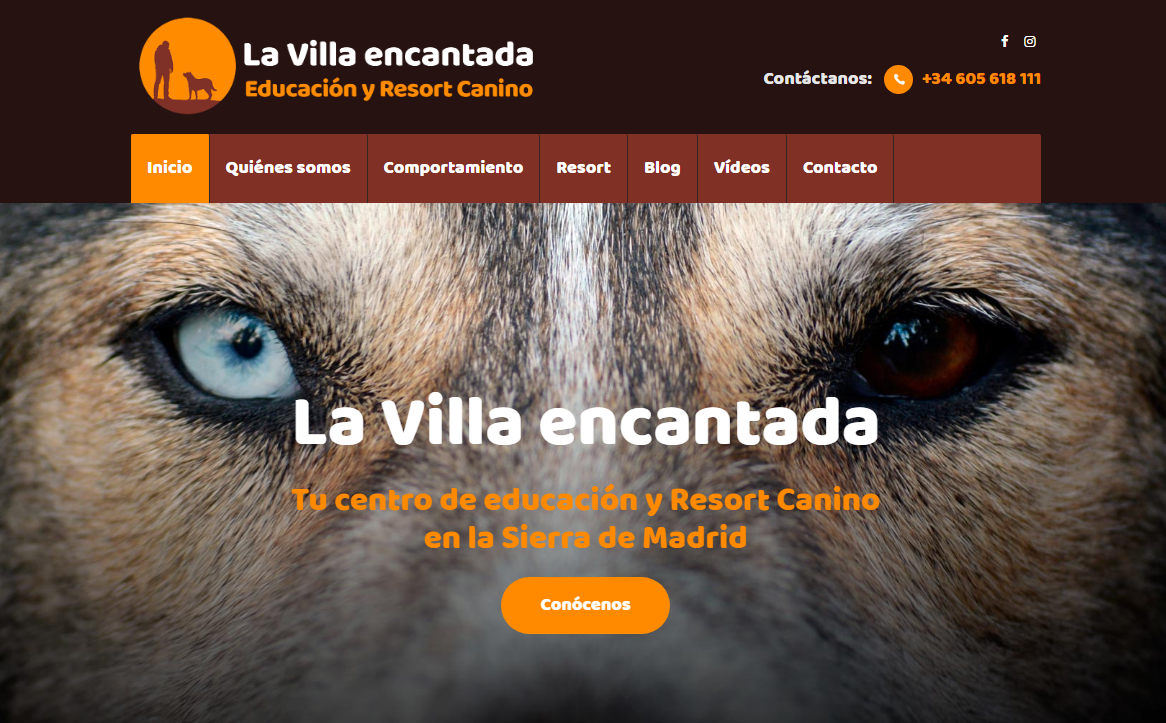 La Villa encantada
Educación y Resort Canino
Contáctanos: +34 605 618 111
Inicio Quiénes somos Comportamiento Resort Blog Vídeos Contacto
La Villa encantada
Tu centro de educación y Resort Canino
en la Sierra de Madrid
Conócenos